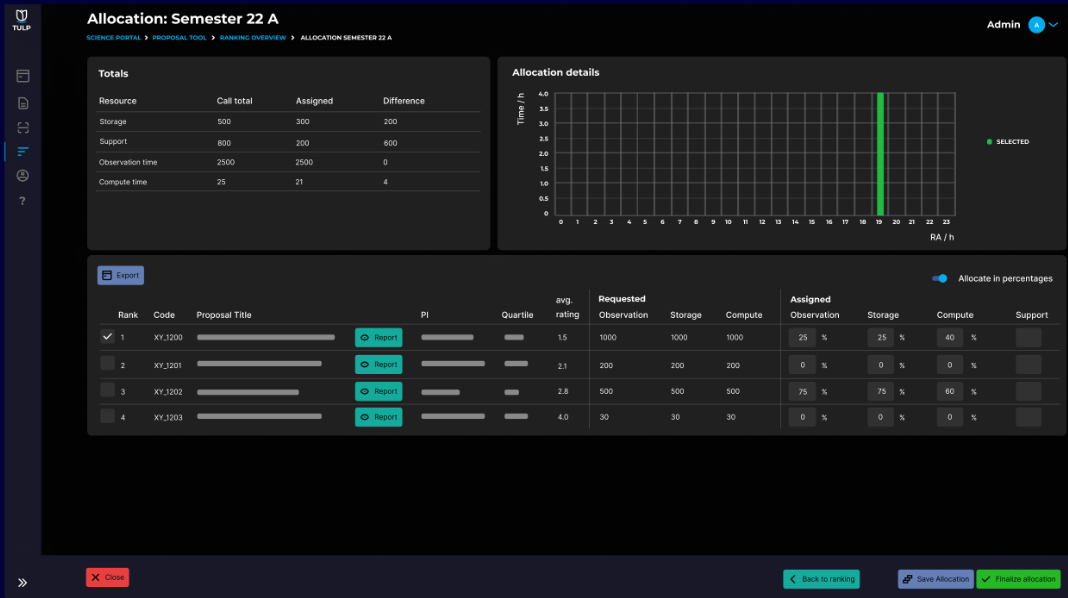 TULP
Allocation: Semester 22 A
SCIENCE PORTAL > PROPOSAL TOOL > RANKING OVERVIEW > ALLOCATION SEMESTER 22 A
Admin A
Totals
Resource Call total Assigned Difference
Storage 500 300 200
Support 800 200 600
Observation time 2500 2500 0
Compute time 25 21 4
Allocation details
Time / h
4.0
3.5
3.0
2.5
2.0
1.5
1.0
0.5
0
0 1 2 3 4 5 6 7 8 9 10 11 12 13 14 15 16 17 18 19 20 21 22 23
RA / h
SELECTED
?
Export
Allocate in percentages
Requested Assigned
Rank Code Proposal Title PI Quartile avg. rating Observation Storage Compute Observation Storage Compute Support
1 XY_1200 Report 1.5 1000 1000 1000 25 % 25 % 40 %
2 XY_1201 Report 2.1 200 200 200 0 % 0 % 0 %
3 XY_1202 Report 2.8 500 500 500 75 % 75 % 60 %
4 XY_1203 Report 4.0 30 30 30 0 % 0 % 0 %
Close
Back to ranking
Save Allocation
Finalize allocation